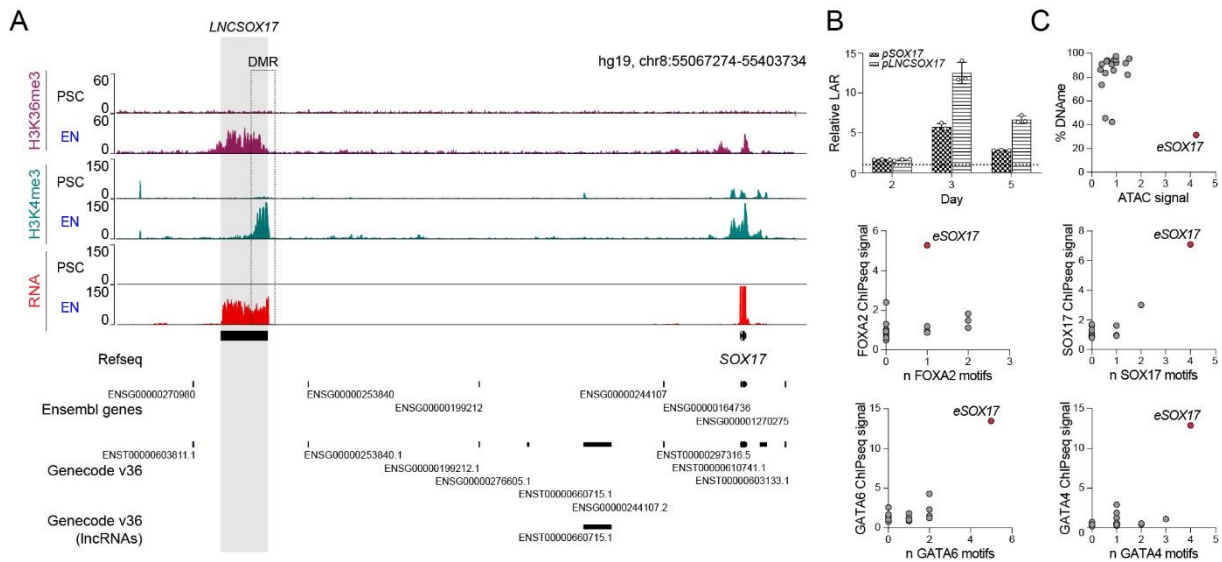 A
LNCSOX17
DMR
hg19, chr8:55067274-55403734
H3K36me3
PSC
60
0
EN
60
0
H3K4me3
PSC
150
0
EN
150
0
RNA
PSC
150
0
EN
150
0
Refseq
SOX17
ENSG00000270980
ENSG00000253840
ENSG00000199212
ENSG00000244107
ENSG00000164736
ENSG000001270275
Ensembl genes
ENST00000603811.1
ENSG00000253840.1
ENSG00000199212.1
ENSG00000276605.1
ENST00000660715.1
ENSG00000244107.2
ENST00000297316.5
ENST00000610741.1
ENST00000603133.1
Genecode v36
Genecode v36
(lncRNAs)
ENST00000660715.1
B
Relative LAR
15
10
5
0
pSOX17
pLNCSOX17
2 3 5
Day
FOXA2 ChIPseq signal
6
4
2
0
eSOX17
0 1 2 3
n FOXA2 motifs
GATA6 ChIPseq signal
15
10
5
0
eSOX17
0 2 4 6
n GATA6 motifs
C
% DNAme
100
80
60
40
20
0
eSOX17
0 1 2 3 4 5
ATAC signal
SOX17 ChIPseq signal
8
6
4
2
0
eSOX17
0 1 2 3 4 5
n SOX17 motifs
GATA4 ChIPseq signal
15
10
5
0
eSOX17
0 1 2 3 4 5
n GATA4 motifs